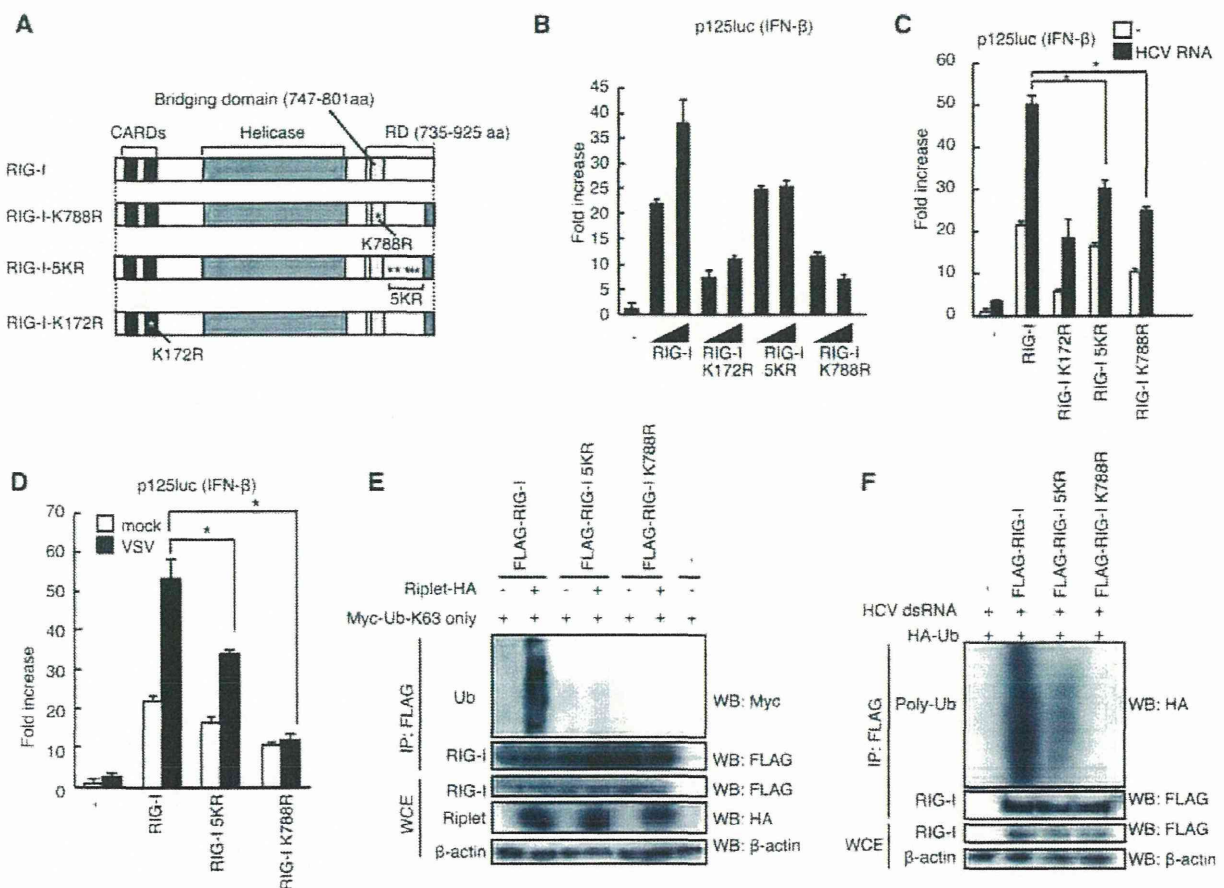 A
Bridging domain (747-801aa)
CARDs Helicase RD (735-925 aa)
RIG-I
RIG-I-K788R
K788R
RIG-I-5KR
5KR
RIG-I-K172R
K172R
B
p125luc (IFN-β)
Fold increase
45
40
35
30
25
20
15
10
5
0
-
RIG-I
RIG-I K172R
RIG-I 5KR
RIG-I K788R
C
p125luc (IFN-β)
-
HCV RNA
Fold increase
60
50
40
30
20
10
0
* *
-
RIG-I
RIG-I K172R
RIG-I 5KR
RIG-I K788R
D
p125luc (IFN-β)
mock
VSV
Fold increase
70
60
50
40
30
20
10
0
* *
-
RIG-I
RIG-I 5KR
RIG-I K788R
E
FLAG-RIG-I
FLAG-RIG-I 5KR
FLAG-RIG-I K788R
-
Riplet-HA - + - + - +
Myc-Ub-K63 only + + + + + + +
IP: FLAG
Ub WB: Myc
RIG-I WB: FLAG
WCE
RIG-I WB: FLAG
Riplet WB: HA
β-actin WB: β-actin
F
-
FLAG-RIG-I
FLAG-RIG-I 5KR
FLAG-RIG-I K788R
HCV dsRNA + + + +
HA-Ub + + + +
IP: FLAG
Poly-Ub WB: HA
RIG-I WB: FLAG
WCE
RIG-I WB: FLAG
β-actin WB: β-actin